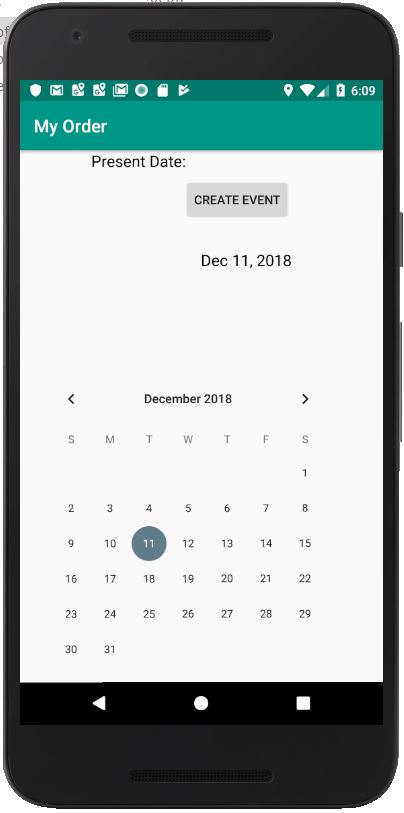 6:09
My Order
Present Date:
CREATE EVENT
Dec 11, 2018
December 2018
S M T W T F S
1
2 3 4 5 6 7 8
9 10 11 12 13 14 15
16 17 18 19 20 21 22
23 24 25 26 27 28 29
30 31